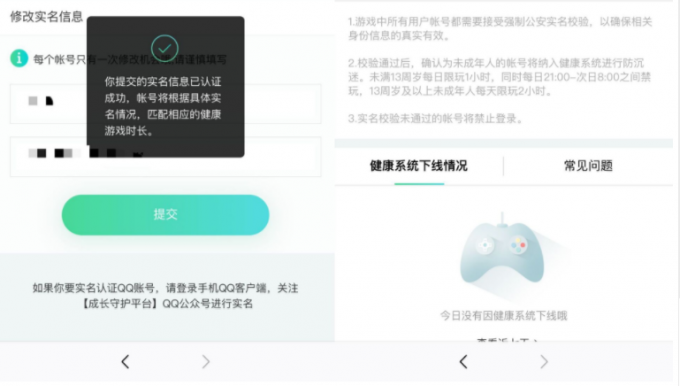 修改实名信息
每个帐号只有一次修改机会,请谨慎填写
你提交的实名信息已认证
成功，帐号将根据具体实
名情况，匹配相应的健康
游戏时长。
提交
如果你要实名认证QQ账号，请登录手机QQ客户端，关注
【成长守护平台】QQ公众号进行实名
1.游戏中所有用户帐号都需要接受强制公安实名校验，以确保相关
身份信息的真实有效。
2.校验通过后，确认为未成年人的帐号将纳入健康系统进行防沉
迷。未满13周岁每日限玩1小时，同时每日21:00~次日8:00之间禁
玩，13周岁及以上未成年人每天限玩2小时。
3.实名校验未通过的帐号将禁止登录。
健康系统下线情况
常见问题
今日没有因健康系统下线哦